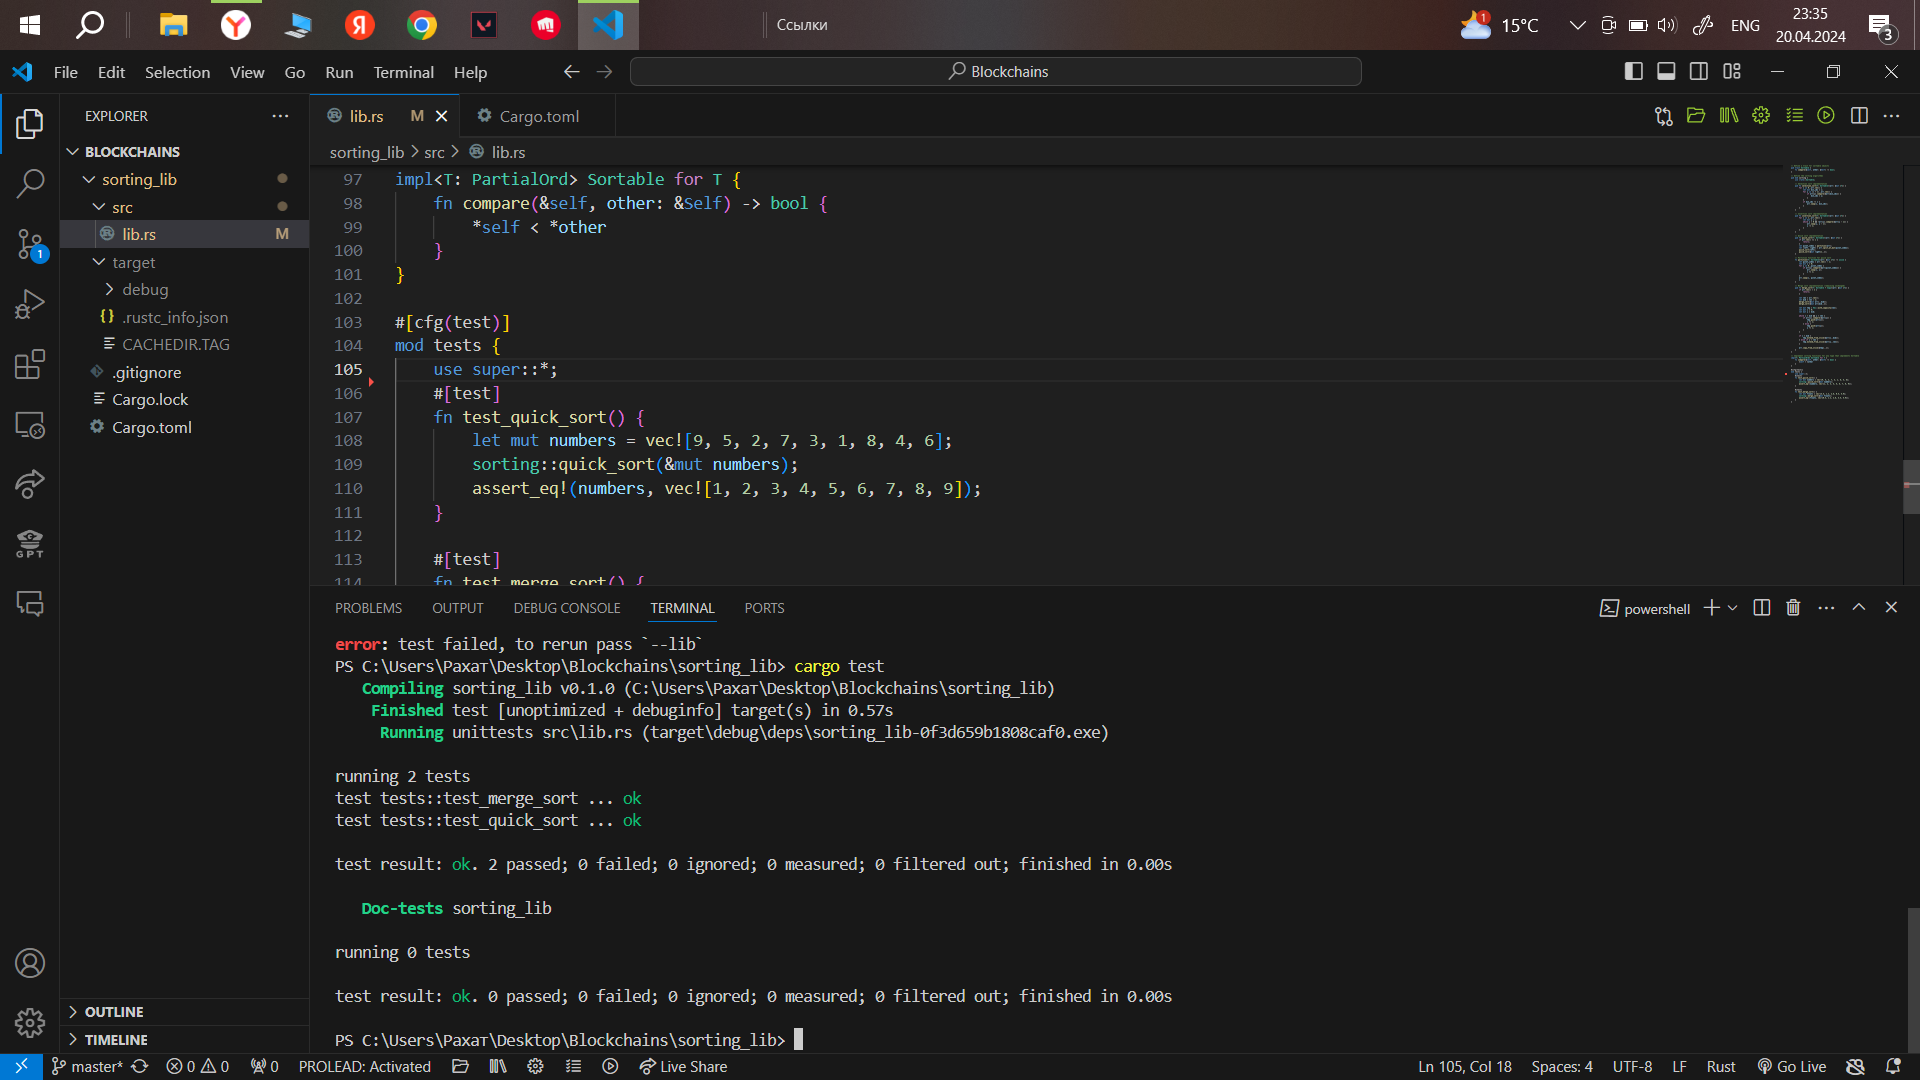 Ссылки
1
15°C
ENG
23:35
20.04.2024
3
File Edit Selection View Go Run Terminal Help
Blockchains
EXPLORER
lib.rs M
Cargo.toml
BLOCKCHAINS
sorting_lib
src
lib.rs M
target
debug
.rustc_info.json
CACHEDIR.TAG
.gitignore
Cargo.lock
Cargo.toml
1
GPT
OUTLINE
TIMELINE
sorting_lib > src > lib.rs
97 impl<T: PartialOrd> Sortable for T {
98 fn compare(&self, other: &Self) -> bool {
99 *self < *other
100 }
101 }
102
103 #[cfg(test)]
104 mod tests {
105 use super::*;
106 #[test]
107 fn test_quick_sort() {
108 let mut numbers = vec![9, 5, 2, 7, 3, 1, 8, 4, 6];
109 sorting::quick_sort(&mut numbers);
110 assert_eq!(numbers, vec![1, 2, 3, 4, 5, 6, 7, 8, 9]);
111 }
112
113 #[test]
114 fn test_merge_sort() {
PROBLEMS OUTPUT DEBUG CONSOLE TERMINAL PORTS
powershell
error: test failed, to rerun pass `--lib`
PS C:\Users\Рахат\Desktop\Blockchains\sorting_lib> cargo test
Compiling sorting_lib v0.1.0 (C:\Users\Рахат\Desktop\Blockchains\sorting_lib)
Finished test [unoptimized + debuginfo] target(s) in 0.57s
Running unittests src\lib.rs (target\debug\deps\sorting_lib-0f3d659b1808caf0.exe)
running 2 tests
test tests::test_merge_sort ... ok
test tests::test_quick_sort ... ok
test result: ok. 2 passed; 0 failed; 0 ignored; 0 measured; 0 filtered out; finished in 0.00s
Doc-tests sorting_lib
running 0 tests
test result: ok. 0 passed; 0 failed; 0 ignored; 0 measured; 0 filtered out; finished in 0.00s
PS C:\Users\Рахат\Desktop\Blockchains\sorting_lib>
master* 0 0 0 PROLEAD: Activated Live Share Ln 105, Col 18 Spaces: 4 UTF-8 LF Rust Go Live